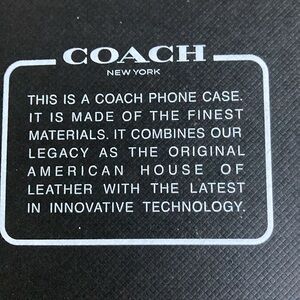 COACH
NEW YORK
THIS IS A COACH PHONE CASE.
IT IS MADE OF THE FINEST
MATERIALS. IT COMBINES OUR
LEGACY AS THE ORIGINAL
AMERICAN HOUSE OF
LEATHER WITH THE LATEST
IN INNOVATIVE TECHNOLOGY.